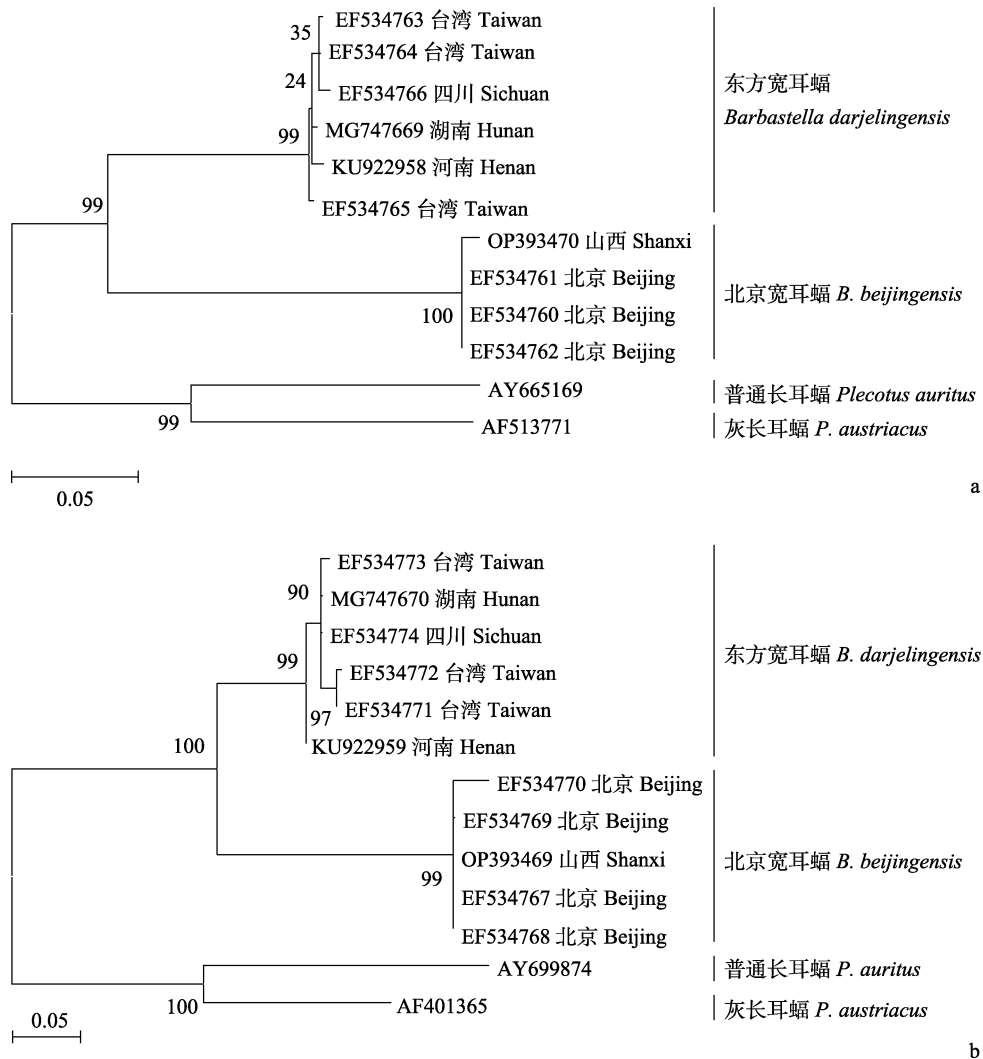 35
EF534763 台湾 Taiwan
EF534764 台湾 Taiwan
24
EF534766 四川 Sichuan
MG747669 湖南 Hunan
99
KU922958 河南 Henan
EF534765 台湾 Taiwan
东方宽耳蝠
Barbastella darjelingensis
99
OP393470 山西 Shanxi
EF534761 北京 Beijing
EF534760 北京 Beijing
100
EF534762 北京 Beijing
北京宽耳蝠 B. beijingensis
AY665169
普通长耳蝠 Plecotus auritus
99
AF513771
灰长耳蝠 P. austriacus
0.05
a
EF534773 台湾 Taiwan
90
MG747670 湖南 Hunan
EF534774 四川 Sichuan
99
EF534772 台湾 Taiwan
97
EF534771 台湾 Taiwan
KU922959 河南 Henan
东方宽耳蝠 B. darjelingensis
100
EF534770 北京 Beijing
EF534769 北京 Beijing
OP393469 山西 Shanxi
99
EF534767 北京 Beijing
EF534768 北京 Beijing
北京宽耳蝠 B. beijingensis
AY699874
普通长耳蝠 P. auritus
100
AF401365
灰长耳蝠 P. austriacus
0.05
b